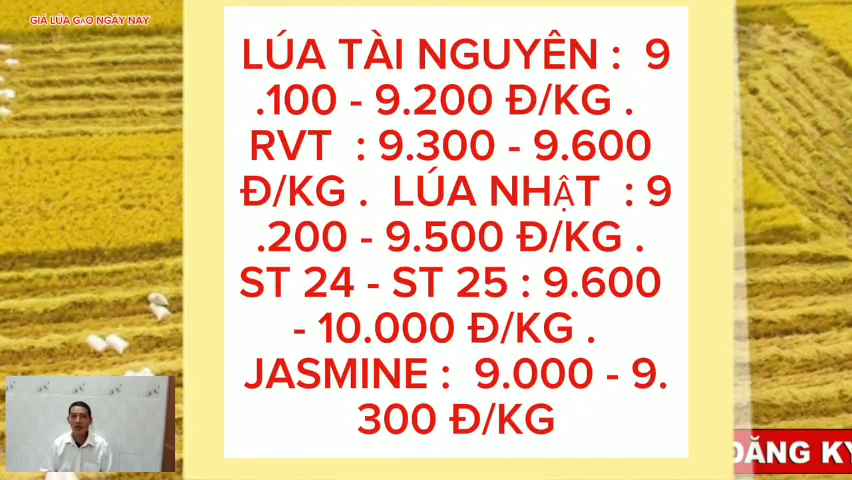 GIÁ LÚA GẠO NGÀY NAY
LÚA TÀI NGUYÊN : 9
.100 - 9.200 Đ/KG .
RVT : 9.300 - 9.600
Đ/KG . LÚA NHẬT : 9
.200 - 9.500 Đ/KG .
ST 24 - ST 25 : 9.600
- 10.000 Đ/KG .
JASMINE : 9.000 - 9.
300 Đ/KG
ĐĂNG KÝ